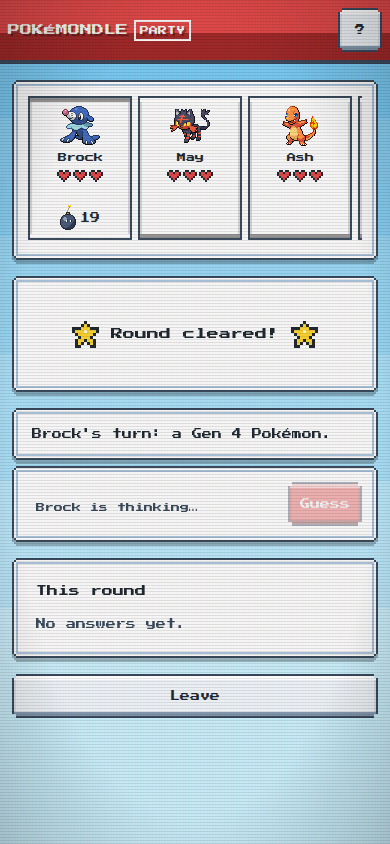 POKéMONDLE PARTY ?
Brock May Ash
19
Round cleared!
Brock's turn: a Gen 4 Pokémon.
Brock is thinking… Guess
This round
No answers yet.
Leave